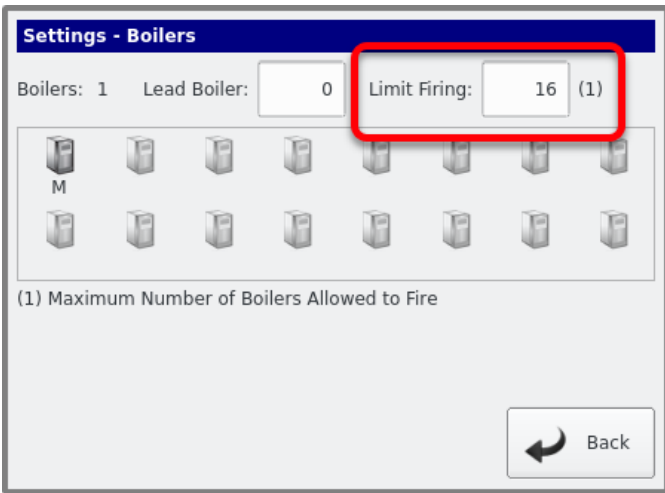 Settings - Boilers
Boilers: 1 Lead Boiler: 0 Limit Firing: 16 (1)
M
(1) Maximum Number of Boilers Allowed to Fire
Back